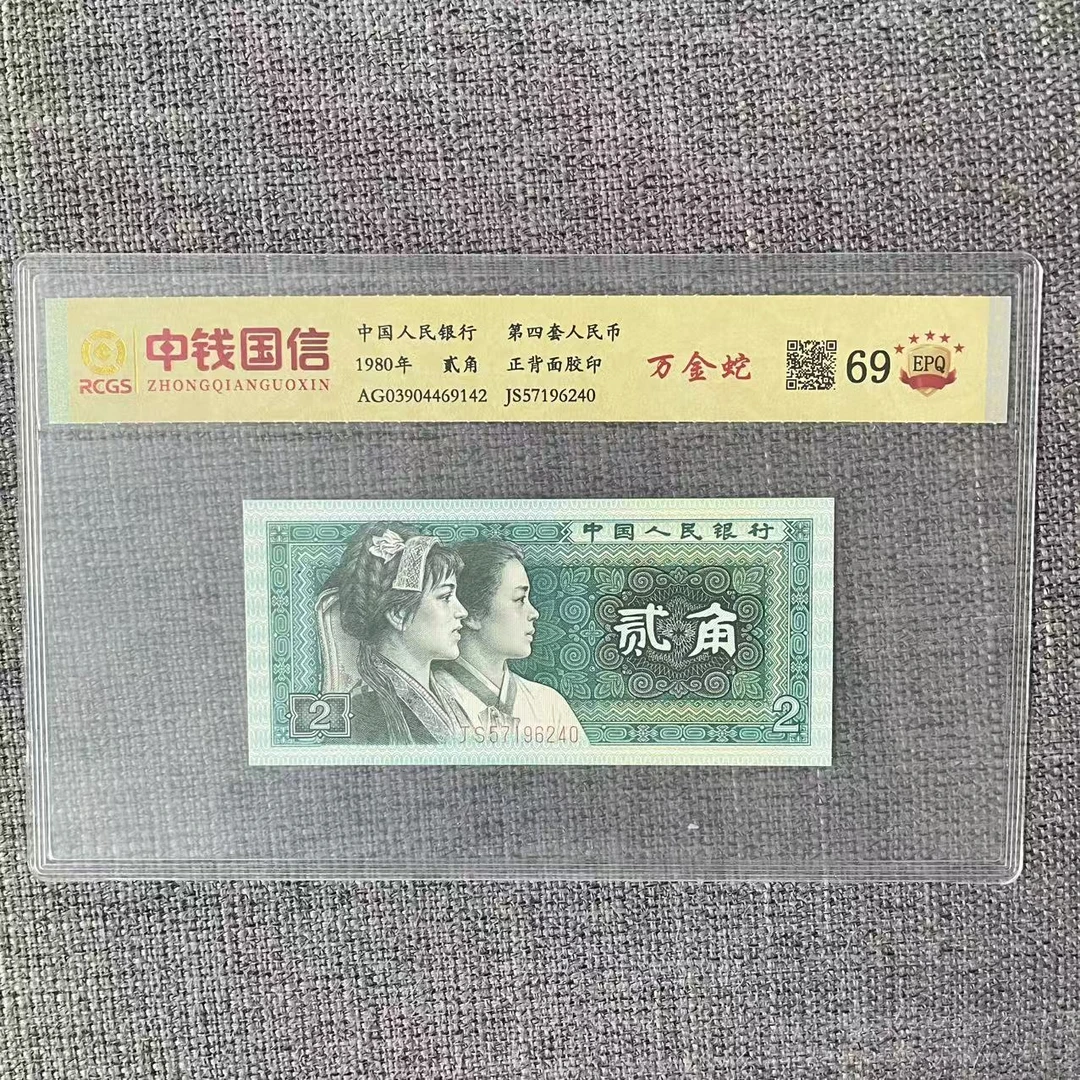 RCGS
中钱国信
ZHONGQIANGUOXIN
中国人民银行 第四套人民币
1980年 贰角 正背面胶印
AG03904469142 JS57196240
万金蛇
69
EPQ
中国人民银行
贰角
2
2
JS57196240